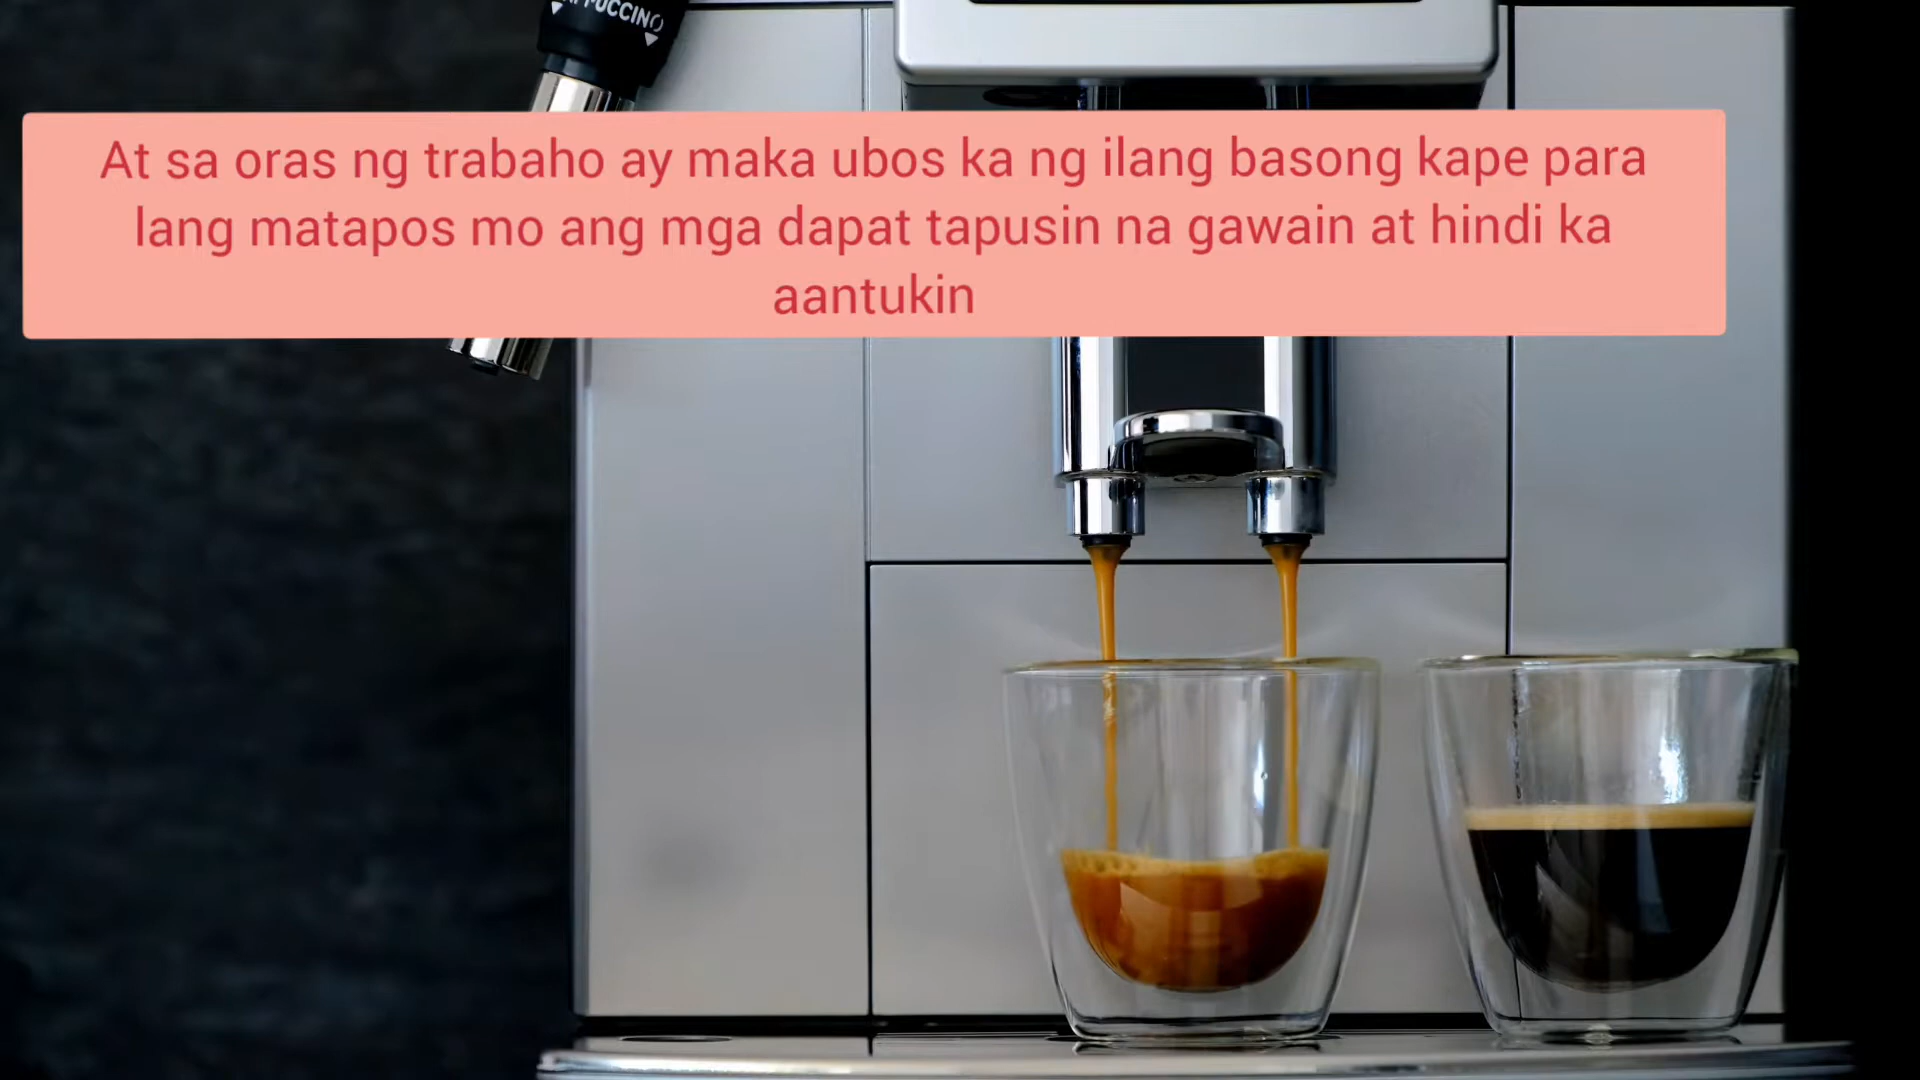 CAPPUCCINO
At sa oras ng trabaho ay maka ubos ka ng ilang basong kape para
lang matapos mo ang mga dapat tapusin na gawain at hindi ka
aantukin